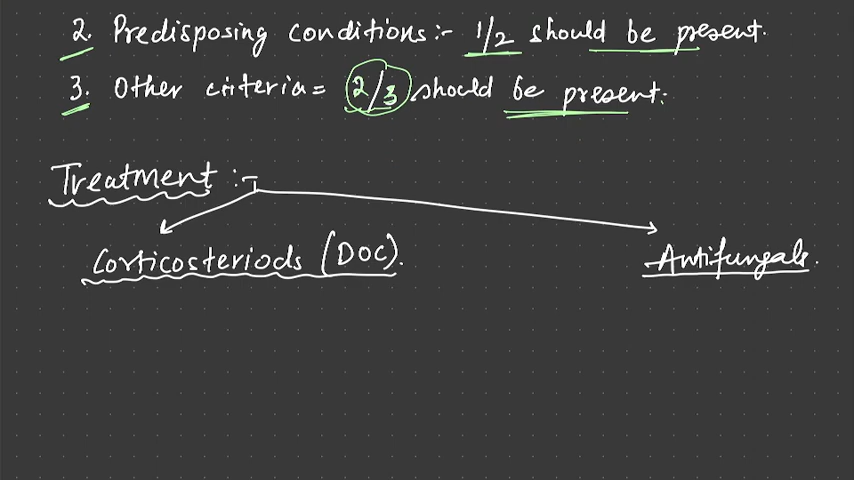 2. Predisposing conditions :- 1/2 should be present.
3. Other criteria = 2/3 should be present.
Treatment :-
Corticosteriods (DOC).
Antifungals.